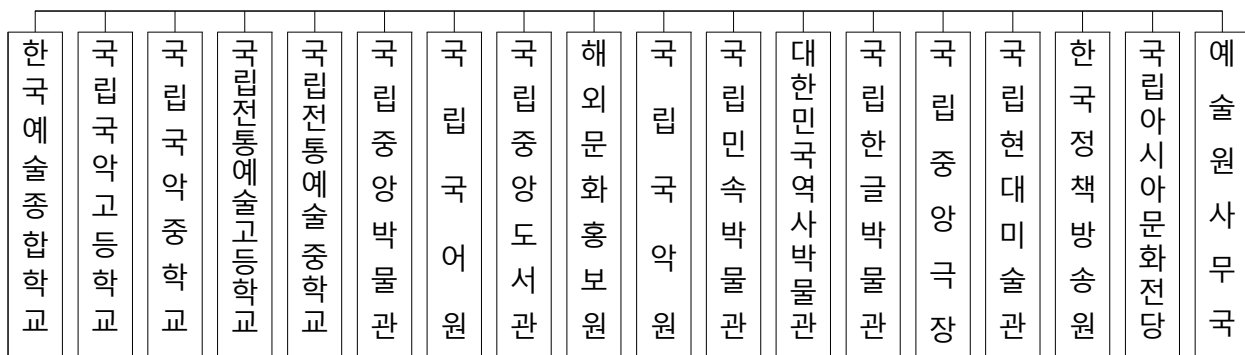 한국예술종합학교
국립국악고등학교
국립국악중학교
국립전통예술고등학교
국립전통예술중학교
국립중앙박물관
국립국어원
국립중앙도서관
해외문화홍보원
국립국악원
국립민속박물관
대한민국역사박물관
국립한글박물관
국립중앙극장
국립현대미술관
한국정책방송원
국립아시아문화전당
예술원사무국